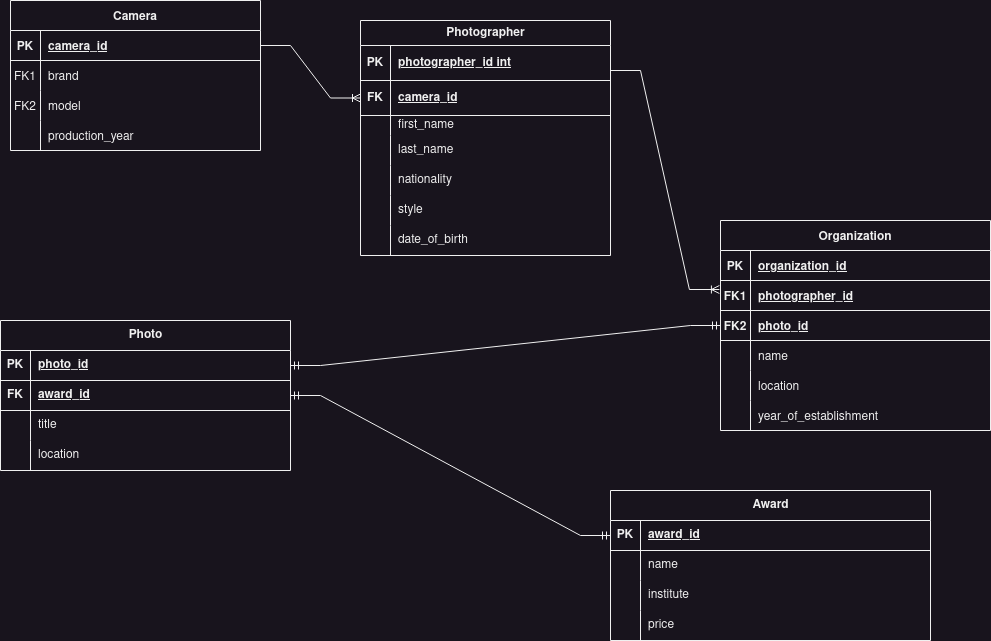 Camera
PK camera_id
FK1 brand
FK2 model
production_year
Photographer
PK photographer_id int
FK camera_id
first_name
last_name
nationality
style
date_of_birth
Organization
PK organization_id
FK1 photographer_id
FK2 photo_id
name
location
year_of_establishment
Photo
PK photo_id
FK award_id
title
location
Award
PK award_id
name
institute
price